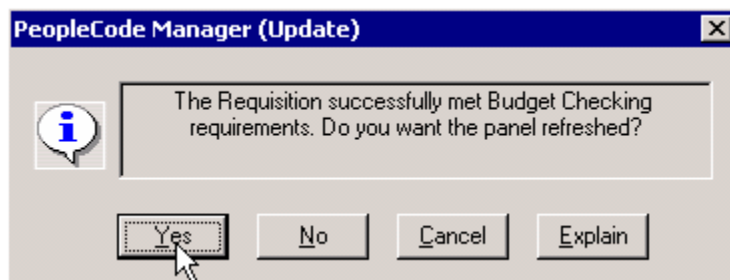 PeopleCode Manager (Update)
The Requisition successfully met Budget Checking
requirements. Do you want the panel refreshed?
Yes No Cancel Explain